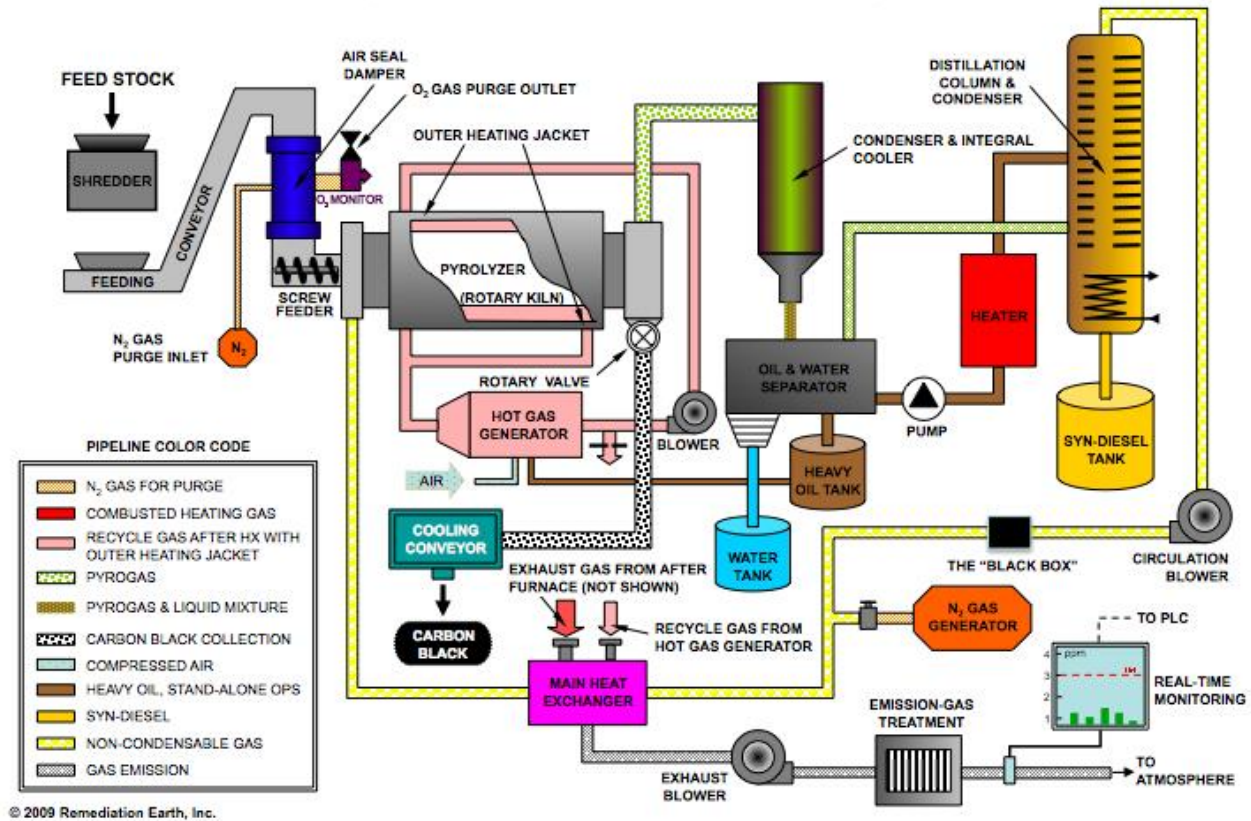 FEED STOCK
SHREDDER
FEEDING
CONVEYOR
AIR SEAL
DAMPER
O₂ GAS PURGE OUTLET
O₂ MONITOR
OUTER HEATING JACKET
N₂ GAS
PURGE INLET
N₂
SCREW
FEEDER
PYROLYZER
(ROTARY KILN)
ROTARY VALVE
HOT GAS
GENERATOR
BLOWER
AIR
COOLING
CONVEYOR
CARBON
BLACK
CONDENSER & INTEGRAL
COOLER
OIL & WATER
SEPARATOR
PUMP
HEATER
HEAVY
OIL TANK
WATER
TANK
DISTILLATION
COLUMN &
CONDENSER
SYN-DIESEL
TANK
CIRCULATION
BLOWER
THE "BLACK BOX"
N₂ GAS
GENERATOR
EXHAUST GAS FROM AFTER
FURNACE (NOT SHOWN)
RECYCLE GAS FROM
HOT GAS GENERATOR
MAIN HEAT
EXCHANGER
EXHAUST
BLOWER
EMISSION-GAS
TREATMENT
TO PLC
4
ppm
3
2
1
REAL-TIME
MONITORING
TO
ATMOSPHERE
PIPELINE COLOR CODE
N₂ GAS FOR PURGE
COMBUSTED HEATING GAS
RECYCLE GAS AFTER HX WITH
OUTER HEATING JACKET
PYROGAS
PYROGAS & LIQUID MIXTURE
CARBON BLACK COLLECTION
COMPRESSED AIR
HEAVY OIL, STAND-ALONE OPS
SYN-DIESEL
NON-CONDENSABLE GAS
GAS EMISSION
© 2009 Remediation Earth, Inc.